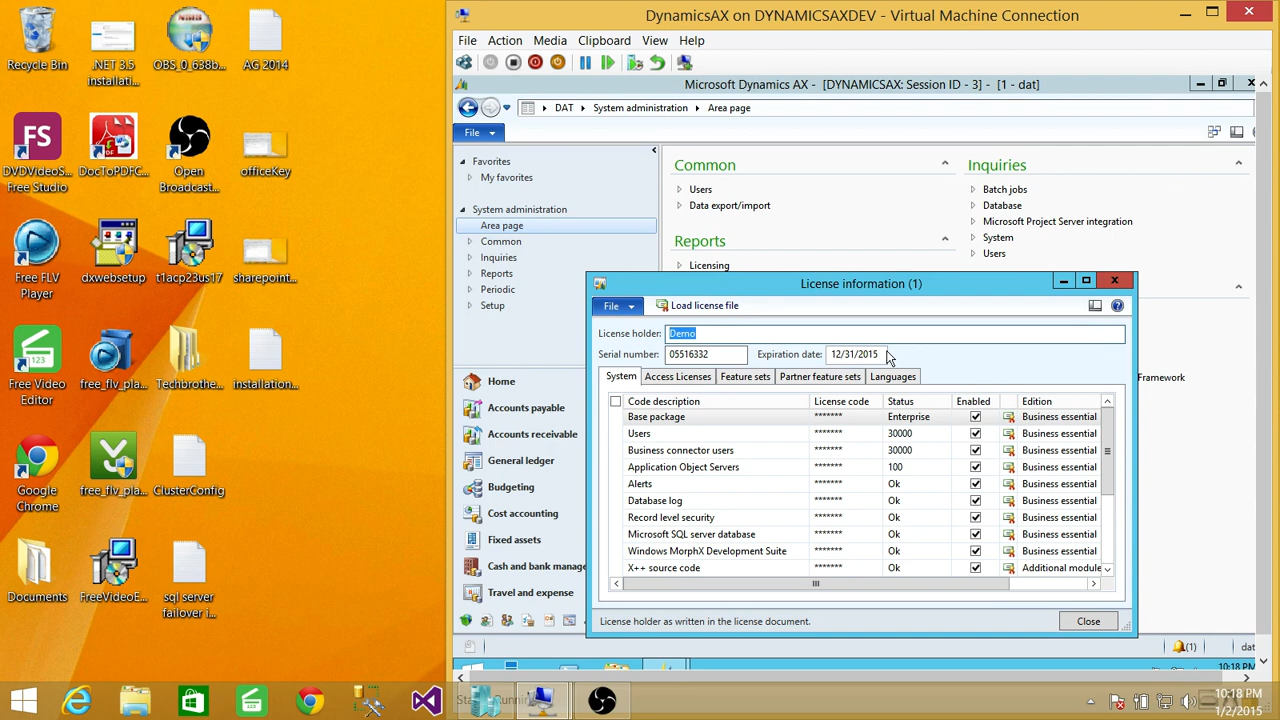 Recycle Bin
.NET 3.5
installati...
OBS_0_638b...
AG 2014
FS
DVDVideoS...
Free Studio
DocToPDFC...
Open
Broadcast...
officeKey
Free FLV
Player
dxwebsetup
t1acp23us17
sharepoint...
123
Free Video
Editor
free_flv_pla...
Techbrothe...
installation...
Google
Chrome
free_flv_pla...
ClusterConfig
Documents
FreeVideoE...
sql server
failover i...
DynamicsAX on DYNAMICSAXDEV - Virtual Machine Connection
File Action Media Clipboard View Help
Microsoft Dynamics AX - [DYNAMICSAX: Session ID - 3] - [1 - dat]
DAT System administration Area page
File
Favorites
My favorites
System administration
Area page
Common
Inquiries
Reports
Periodic
Setup
Home
Accounts payable
Accounts receivable
General ledger
Budgeting
Cost accounting
Fixed assets
Cash and bank manage
Travel and expense
Common
Users
Data export/import
Reports
Licensing
Inquiries
Batch jobs
Database
Microsoft Project Server integration
System
Users
Framework
License information (1)
File Load license file
License holder: Demo
Serial number: 05516332 Expiration date: 12/31/2015
System Access Licenses Feature sets Partner feature sets Languages
Code description License code Status Enabled Edition
Base package ******* Enterprise Business essential
Users ******* 30000 Business essential
Business connector users ******* 30000 Business essential
Application Object Servers ******* 100 Business essential
Alerts ******* Ok Business essential
Database log ******* Ok Business essential
Record level security ******* Ok Business essential
Microsoft SQL server database ******* Ok Business essential
Windows MorphX Development Suite ******* Ok Business essential
X++ source code ******* Ok Additional module
License holder as written in the license document. Close
(1) dat
10:18 PM
10:18 PM
1/2/2015